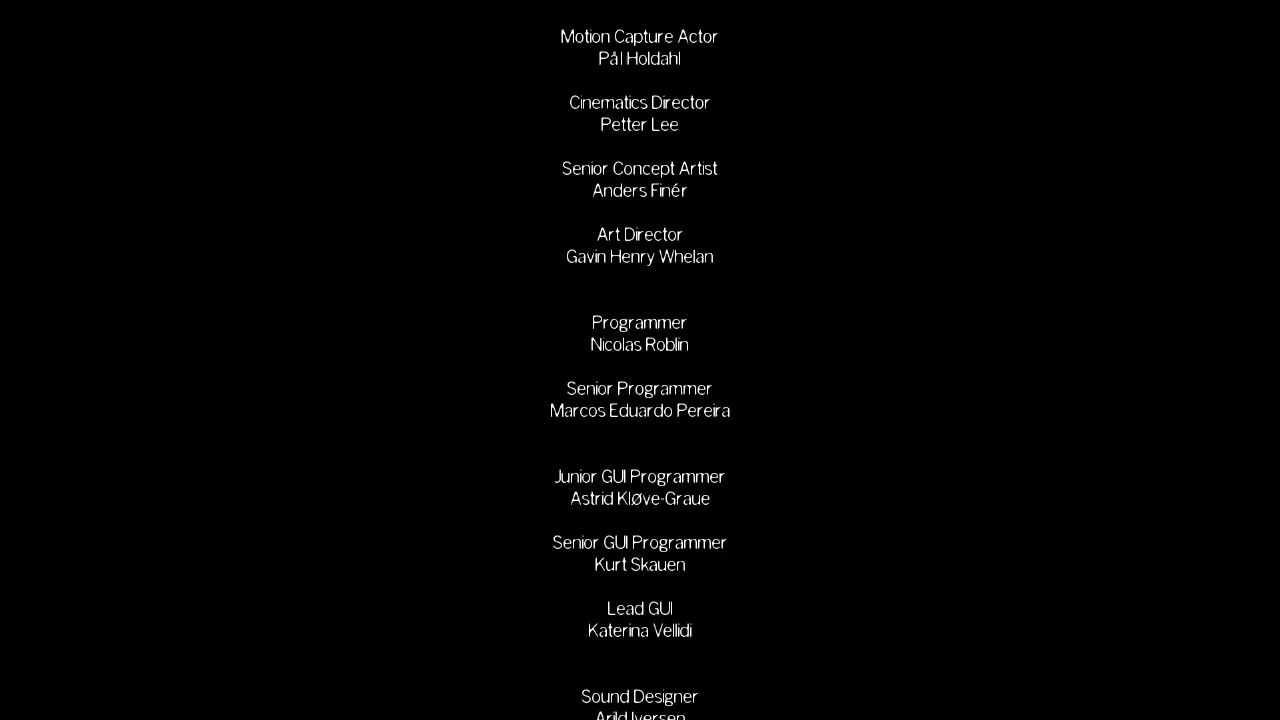 Motion Capture Actor
Pål Holdahl
Cinematics Director
Petter Lee
Senior Concept Artist
Anders Finér
Art Director
Gavin Henry Whelan
Programmer
Nicolas Roblin
Senior Programmer
Marcos Eduardo Pereira
Junior GUI Programmer
Astrid Kløve-Graue
Senior GUI Programmer
Kurt Skauen
Lead GUI
Katerina Vellidi
Sound Designer
Arild Iversen